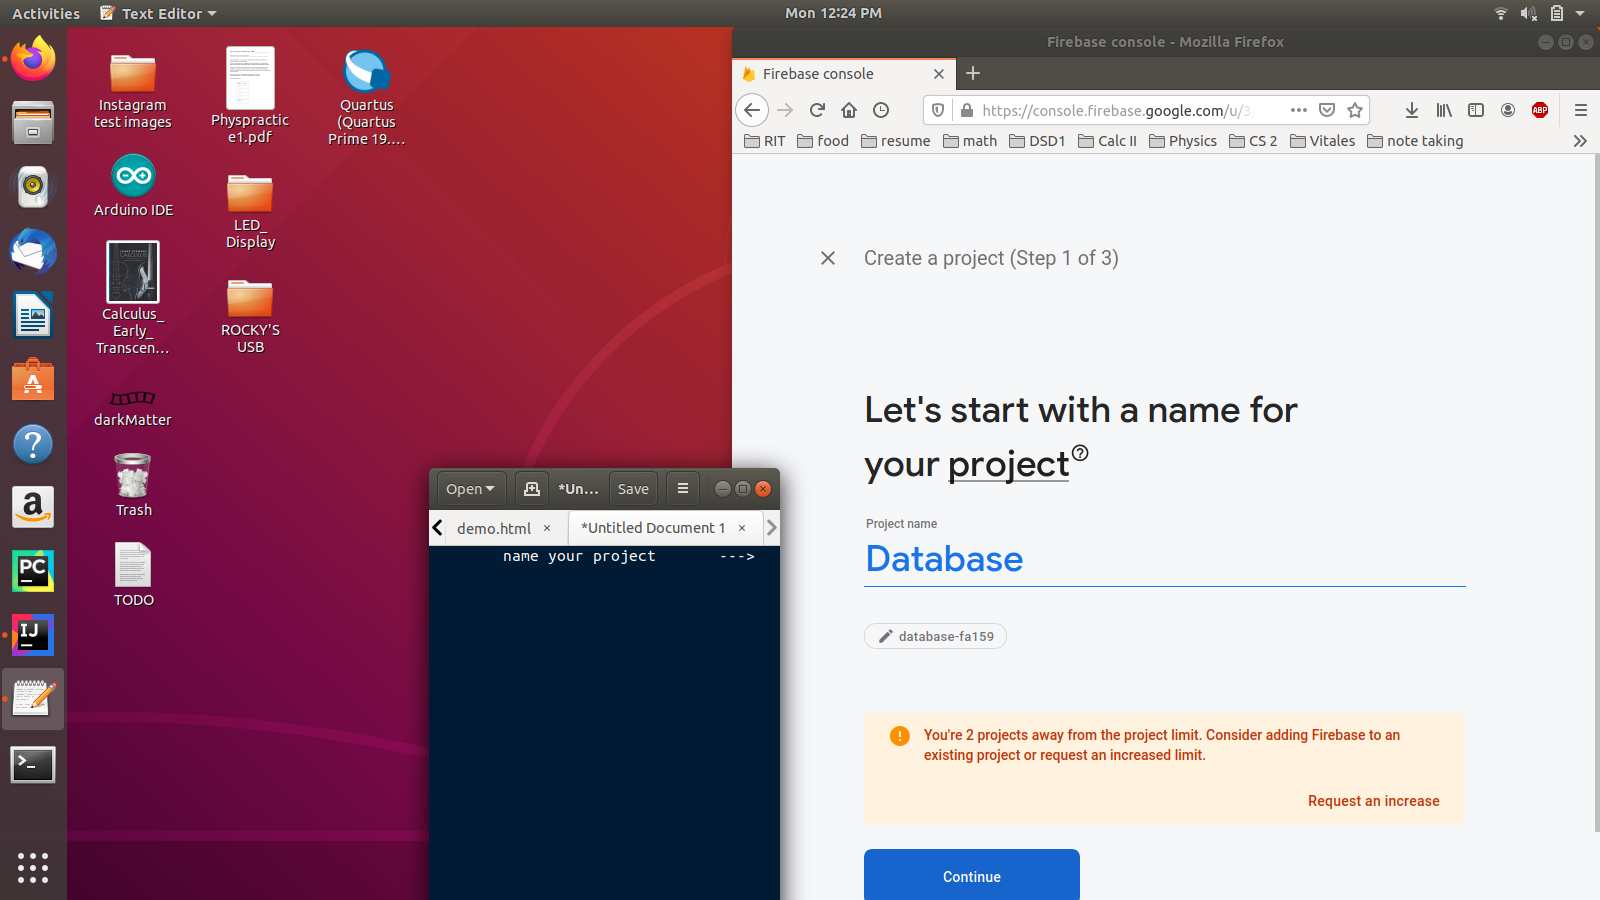 Activities
Text Editor
Mon 12:24 PM
Instagram
test images
Physpractic
e1.pdf
Quartus
(Quartus
Prime 19....
Arduino IDE
LED_
Display
Calculus_
Early_
Transcen...
ROCKY'S
USB
darkMatter
Trash
TODO
Open
*Un...
Save
demo.html
*Untitled Document 1
name your project --->
Firebase console - Mozilla Firefox
Firebase console
https://console.firebase.google.com/u/3
ABP
RIT
food
resume
math
DSD1
Calc II
Physics
CS 2
Vitales
note taking
Create a project (Step 1 of 3)
Let's start with a name for
your project
Project name
Database
database-fa159
You're 2 projects away from the project limit. Consider adding Firebase to an
existing project or request an increased limit.
Request an increase
Continue
PC
IJ